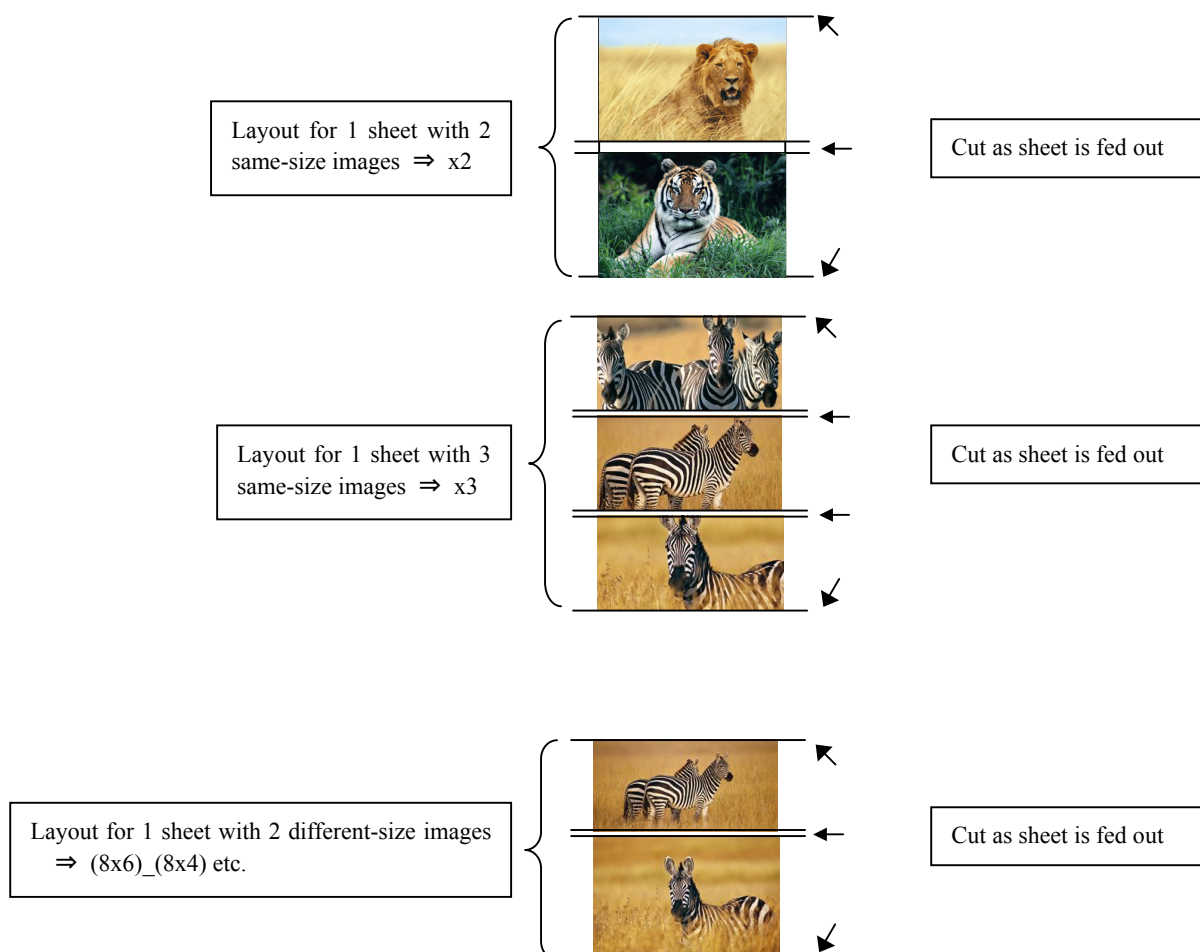 Layout for 1 sheet with 2
same-size images ⇒ x2
Cut as sheet is fed out
Layout for 1 sheet with 3
same-size images ⇒ x3
Cut as sheet is fed out
Layout for 1 sheet with 2 different-size images
⇒ (8x6)_(8x4) etc.
Cut as sheet is fed out